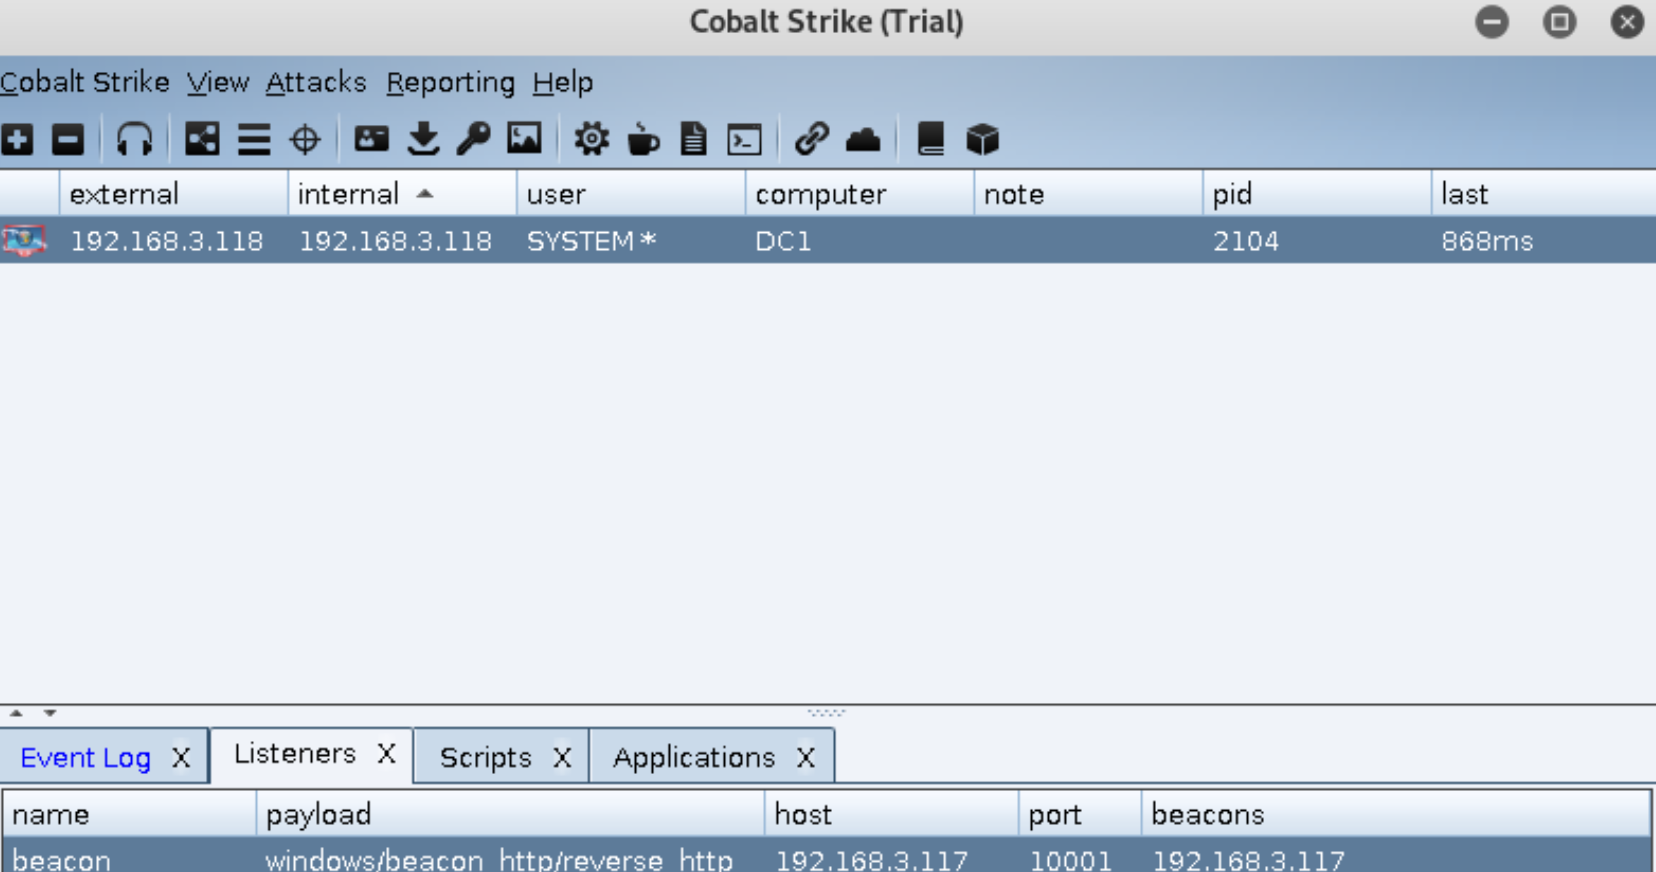 Cobalt Strike (Trial)
Cobalt Strike View Attacks Reporting Help
external internal user computer note pid last
192.168.3.118 192.168.3.118 SYSTEM * DC1 2104 868ms
Event Log X Listeners X Scripts X Applications X
name payload host port beacons
beacon windows/beacon_http/reverse_http 192.168.3.117 10001 192.168.3.117